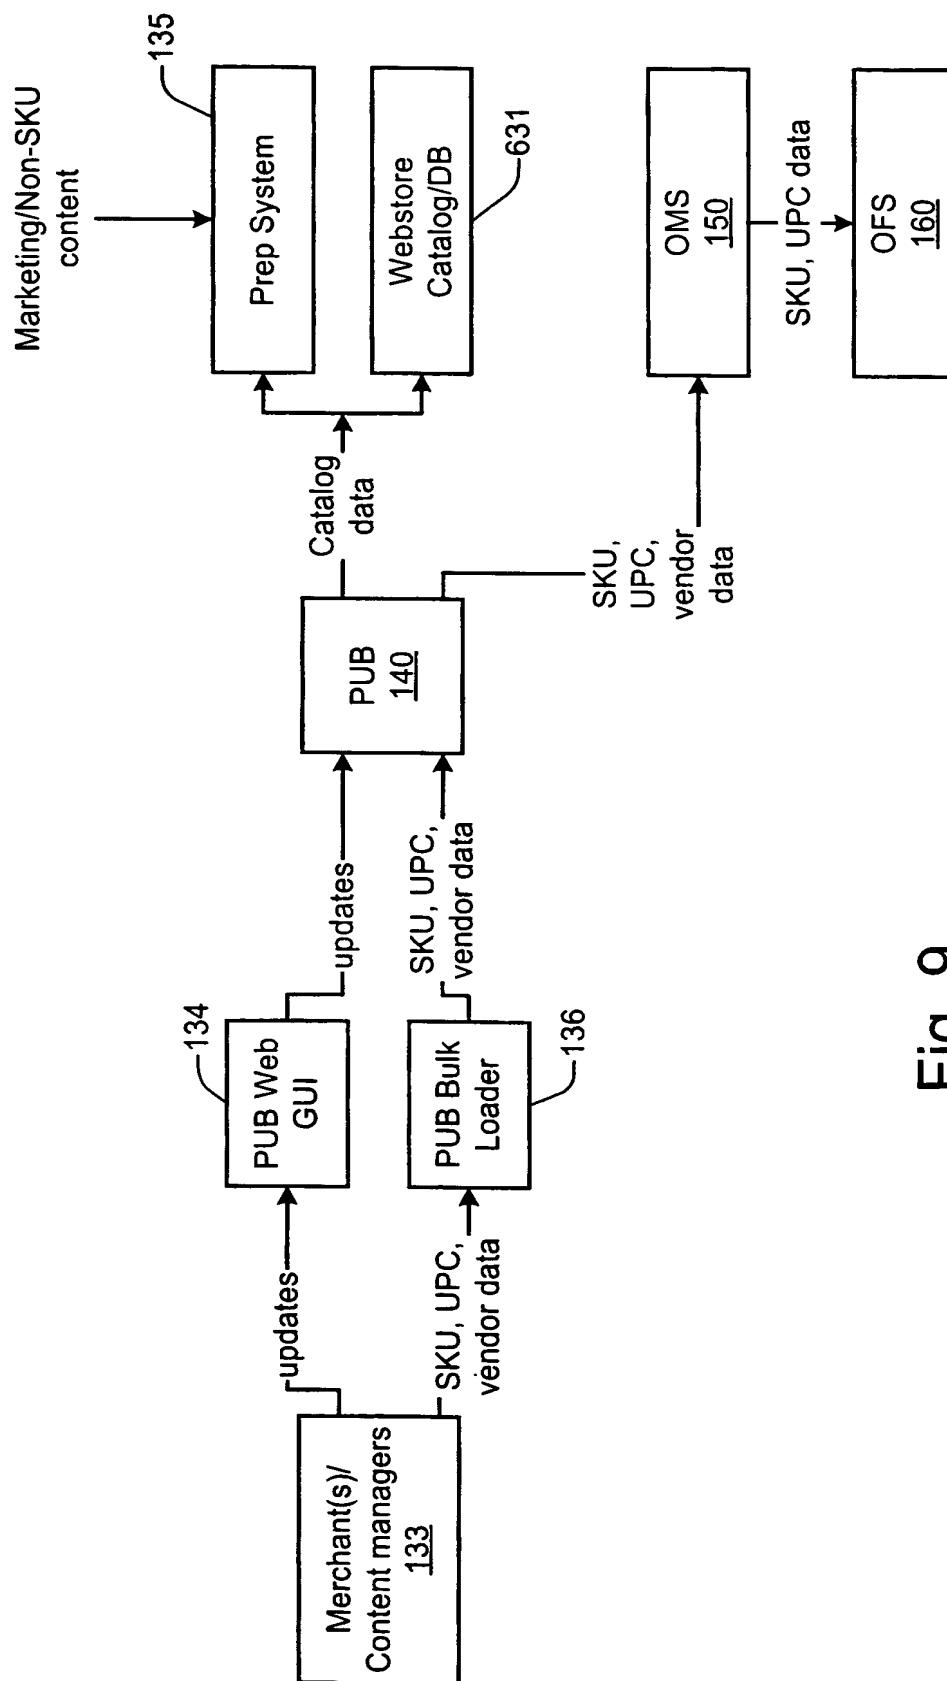 Marketing/Non-SKU
content
135
Prep System
Webstore
Catalog/DB
631
Catalog
data
PUB
140
SKU,
UPC,
vendor
data
OMS
150
SKU, UPC data
OFS
160
updates
SKU, UPC,
vendor data
134
PUB Web
GUI
PUB Bulk
Loader
136
updates
SKU, UPC,
vendor data
Merchant(s)/
Content managers
133
Fig. 9